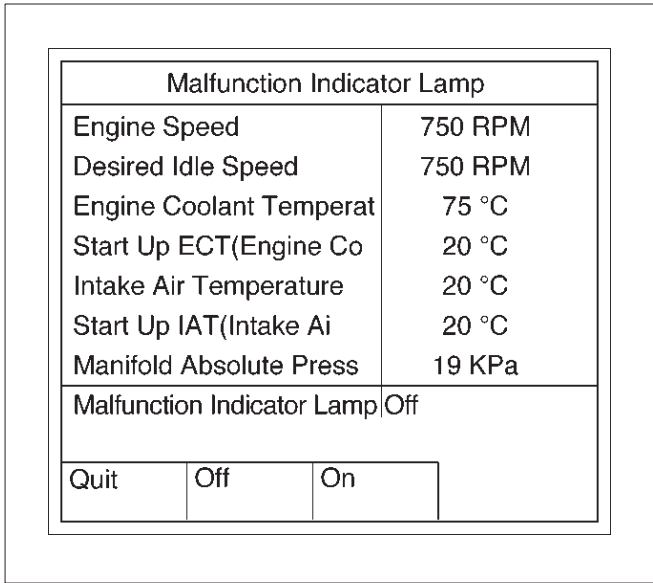 Malfunction Indicator Lamp
Engine Speed 750 RPM
Desired Idle Speed 750 RPM
Engine Coolant Temperat 75 °C
Start Up ECT(Engine Co 20 °C
Intake Air Temperature 20 °C
Start Up IAT(Intake Ai 20 °C
Manifold Absolute Press 19 KPa
Malfunction Indicator Lamp Off
Quit Off On